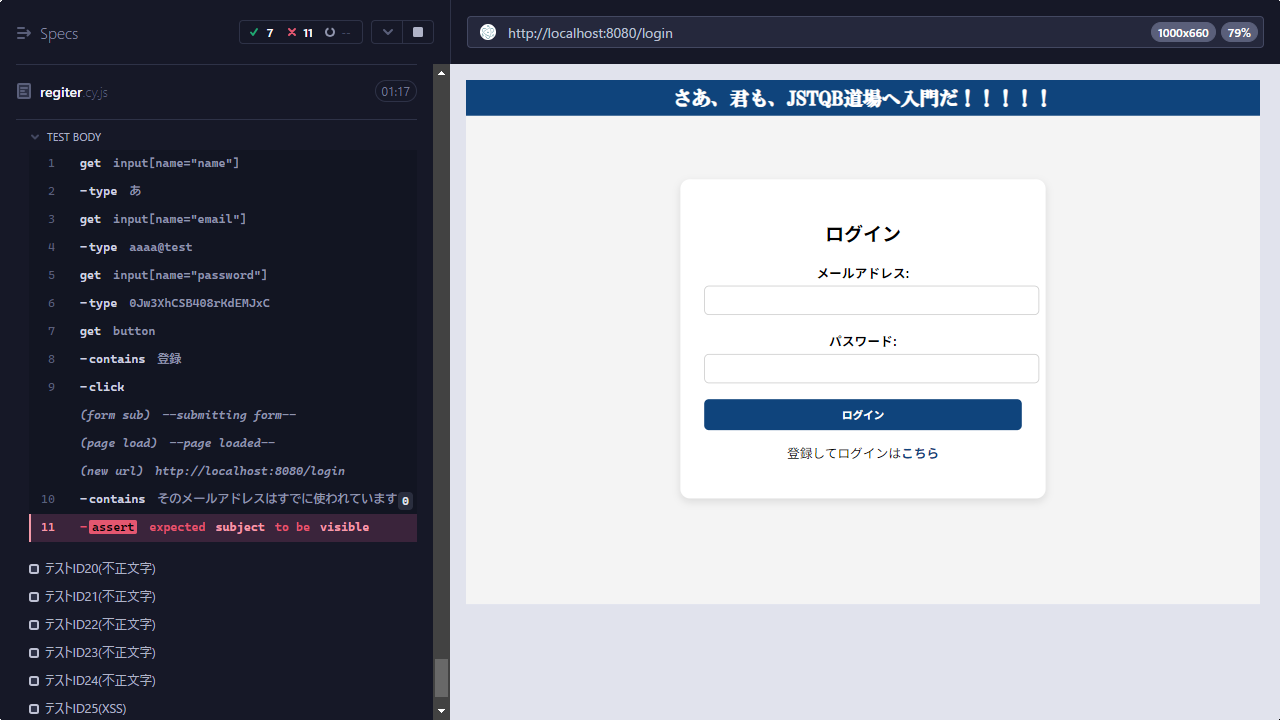 Specs
7 11 --
http://localhost:8080/login
1000x660
79%
regiter.cy.js
01:17
TEST BODY
1 get input[name="name"]
2 -type あ
3 get input[name="email"]
4 -type aaaa@test
5 get input[name="password"]
6 -type 0Jw3XhCSB408rKdEMJxC
7 get button
8 -contains 登録
9 -click
(form sub) --submitting form--
(page load) --page loaded--
(new url) http://localhost:8080/login
10 -contains そのメールアドレスはすでに使われています 0
11 -assert expected subject to be visible
テストID20(不正文字)
テストID21(不正文字)
テストID22(不正文字)
テストID23(不正文字)
テストID24(不正文字)
テストID25(XSS)
さあ、君も、JSTQB道場へ入門だ！！！！！
ログイン
メールアドレス:
パスワード:
ログイン
登録してログインはこちら